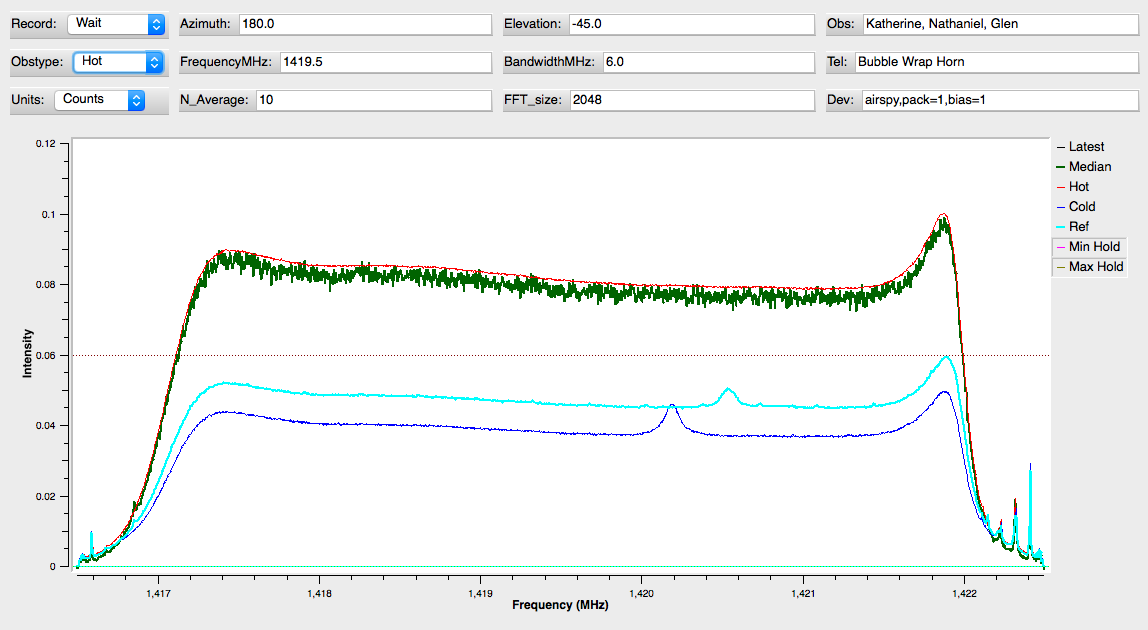 Record: Wait Azimuth: 180.0 Elevation: -45.0 Obs: Katherine, Nathaniel, Glen
Obstype: Hot FrequencyMHz: 1419.5 BandwidthMHz: 6.0 Tel: Bubble Wrap Horn
Units: Counts N_Average: 10 FFT_size: 2048 Dev: airspy,pack=1,bias=1
0.12
0.1
0.08
0.06
0.04
0.02
0
Intensity
1,417 1,418 1,419 1,420 1,421 1,422
Frequency (MHz)
Latest
Median
Hot
Cold
Ref
Min Hold
Max Hold